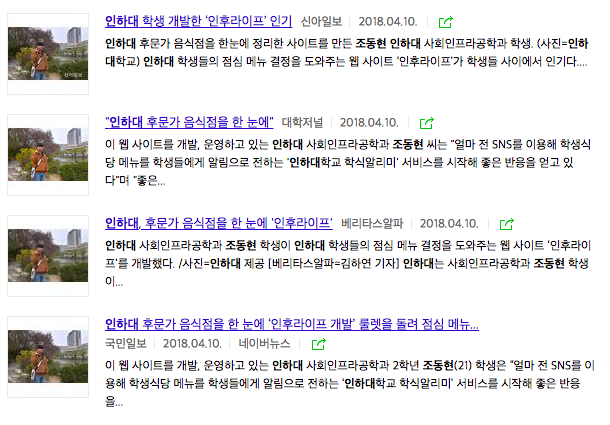 인하대 학생 개발한 '인후라이프' 인기 신아일보 2018.04.10.
인하대 후문가 음식점을 한눈에 정리한 사이트를 만든 조동현 인하대 사회인프라공학과 학생. (사진=인하
대학교) 인하대 학생들의 점심 메뉴 결정을 도와주는 웹 사이트 '인후라이프'가 학생들 사이에서 인기다....
신아일보
"인하대 후문가 음식점을 한 눈에" 대학저널 2018.04.10.
이 웹 사이트를 개발, 운영하고 있는 인하대 사회인프라공학과 조동현 씨는 "얼마 전 SNS를 이용해 학생식
당 메뉴를 학생들에게 알림으로 전하는 '인하대학교 학식알리미' 서비스를 시작해 좋은 반응을 얻고 있
다"며 "좋은...
인하대, 후문가 음식점을 한 눈에 '인후라이프' 베리타스알파 2018.04.10.
인하대 사회인프라공학과 조동현 학생이 인하대 학생들의 점심 메뉴 결정을 도와주는 웹 사이트 '인후라이
프'를 개발했다. /사진=인하대 제공 [베리타스알파=김하연 기자] 인하대는 사회인프라공학과 조동현 학생
이...
인하대 후문가 음식점을 한 눈에 '인후라이프 개발' 룰렛을 돌려 점심 메뉴...
국민일보 2018.04.10. 네이버뉴스
이 웹 사이트를 개발, 운영하고 있는 인하대 사회인프라공학과 2학년 조동현(21) 학생은 "얼마 전 SNS를 이
용해 학생식당 메뉴를 학생들에게 알림으로 전하는 '인하대학교 학식알리미' 서비스를 시작해 좋은 반응
을...